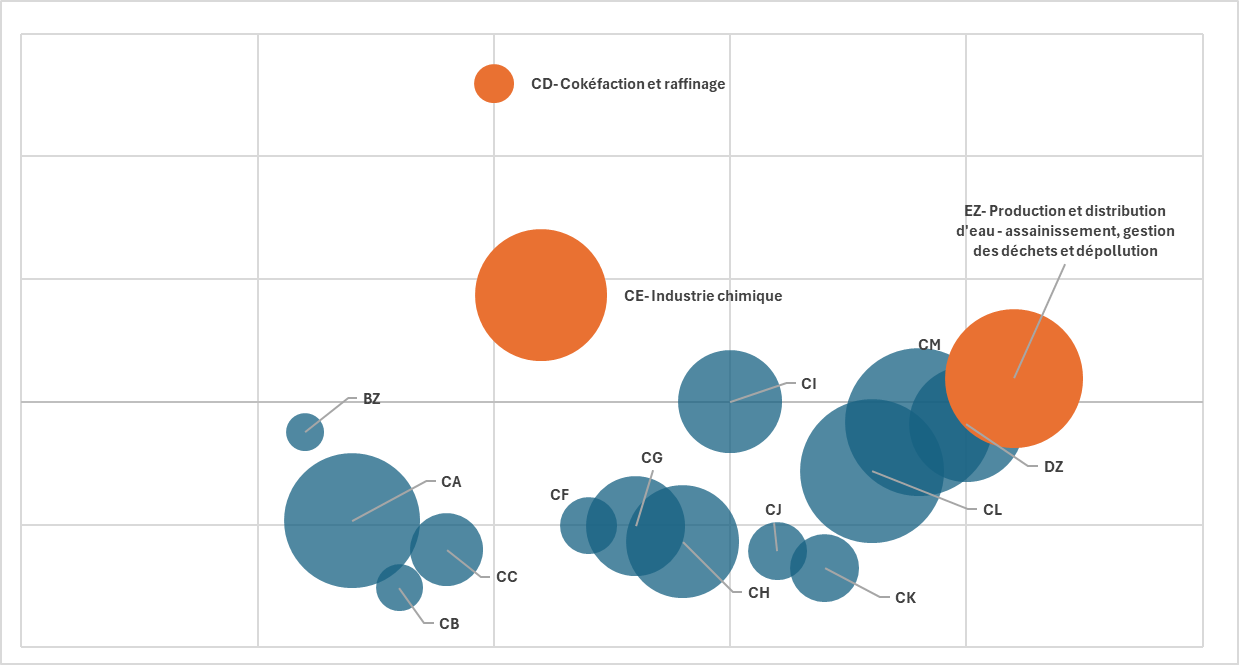 CD- Cokéfaction et raffinage
EZ- Production et distribution
d'eau - assainissement, gestion
des déchets et dépollution
CE- Industrie chimique
CM
CI
BZ
CG
DZ
CA
CF
CJ
CL
CC
CH
CK
CB